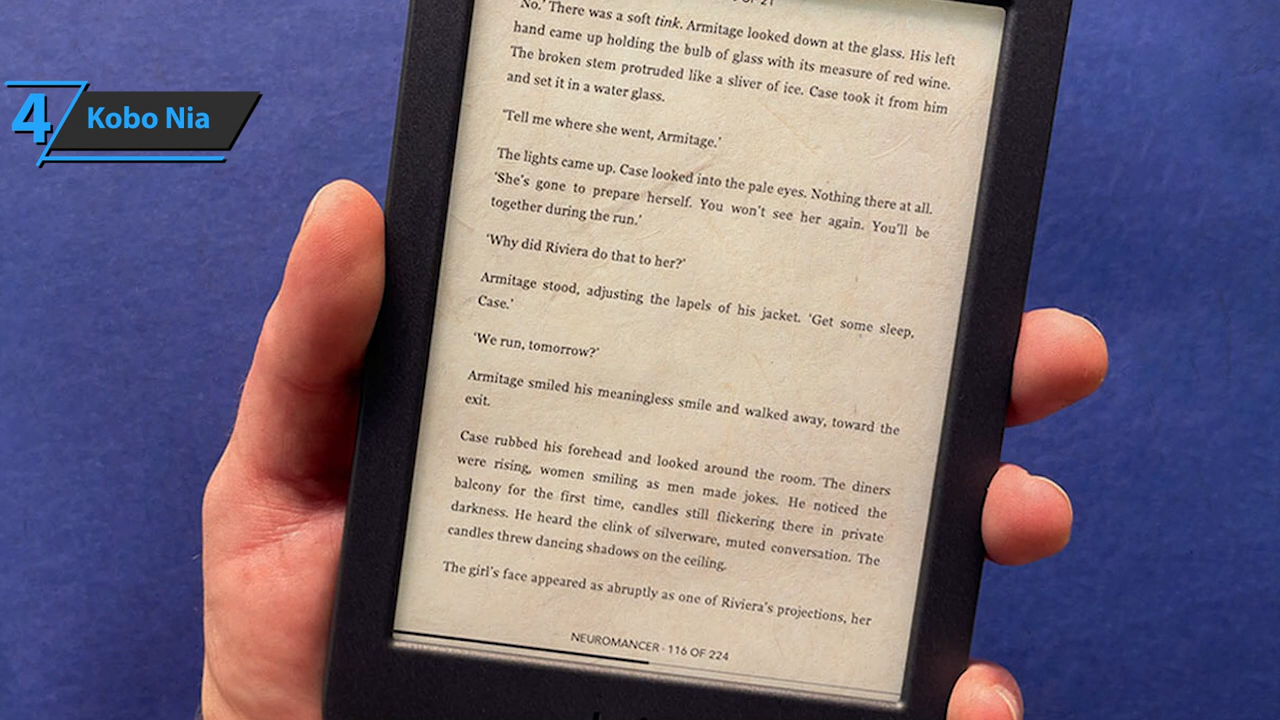 4 Kobo Nia
OF 21
No.' There was a soft tink. Armitage looked down at the glass. His left
hand came up holding the bulb of glass with its measure of red wine.
The broken stem protruded like a sliver of ice. Case took it from him
and set it in a water glass.
'Tell me where she went, Armitage.'
The lights came up. Case looked into the pale eyes. Nothing there at all.
'She's gone to prepare herself. You won't see her again. You'll be
together during the run.'
'Why did Riviera do that to her?'
Armitage stood, adjusting the lapels of his jacket. 'Get some sleep,
Case.'
'We run, tomorrow?'
Armitage smiled his meaningless smile and walked away, toward the
exit.
Case rubbed his forehead and looked around the room. The diners
were rising, women smiling as men made jokes. He noticed the
balcony for the first time, candles still flickering there in private
darkness. He heard the clink of silverware, muted conversation. The
candles threw dancing shadows on the ceiling.
The girl's face appeared as abruptly as one of Riviera's projections, her
NEUROMANCER - 116 OF 224